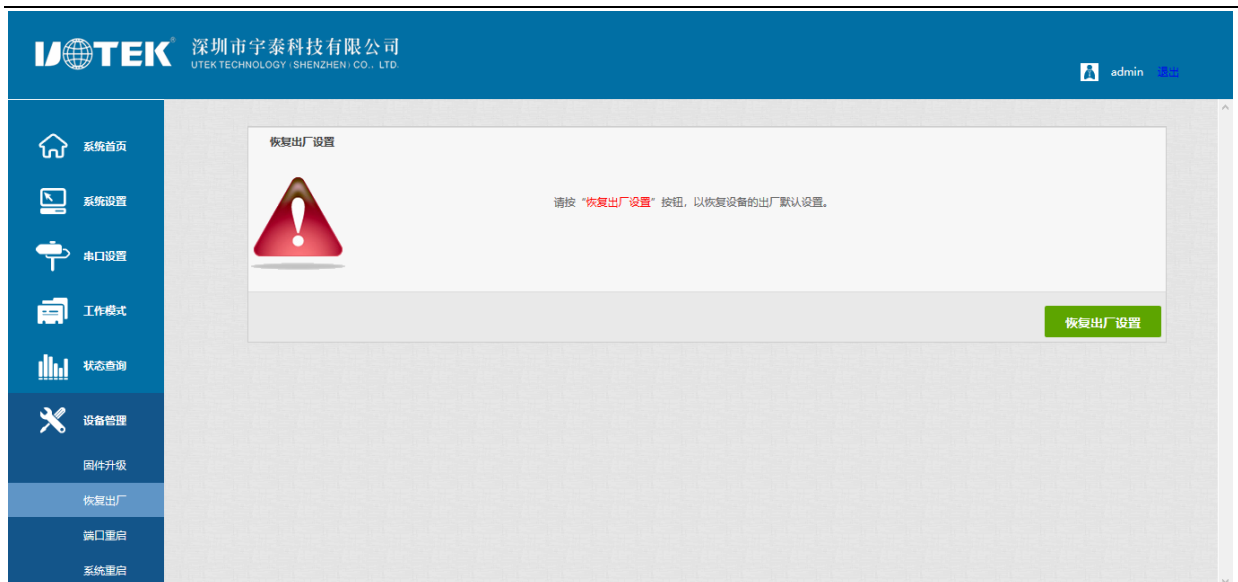 UOTEK®
深圳市宇泰科技有限公司
UTEK TECHNOLOGY (SHENZHEN) CO., LTD.
admin 退出
系统首页
系统设置
串口设置
工作模式
状态查询
设备管理
固件升级
恢复出厂
端口重启
系统重启
恢复出厂设置
请按“恢复出厂设置”按钮，以恢复设备的出厂默认设置。
恢复出厂设置